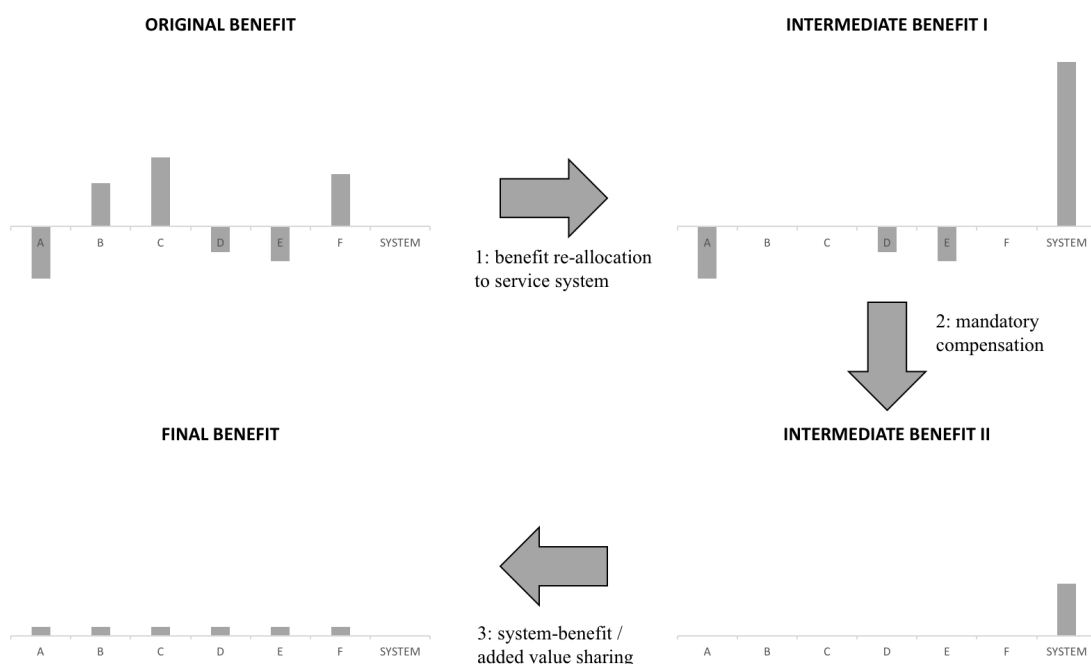 ORIGINAL BENEFIT
A B C D E F SYSTEM
1: benefit re-allocation
to service system
INTERMEDIATE BENEFIT I
A B C D E F SYSTEM
2: mandatory
compensation
INTERMEDIATE BENEFIT II
A B C D E F SYSTEM
3: system-benefit /
added value sharing
FINAL BENEFIT
A B C D E F SYSTEM